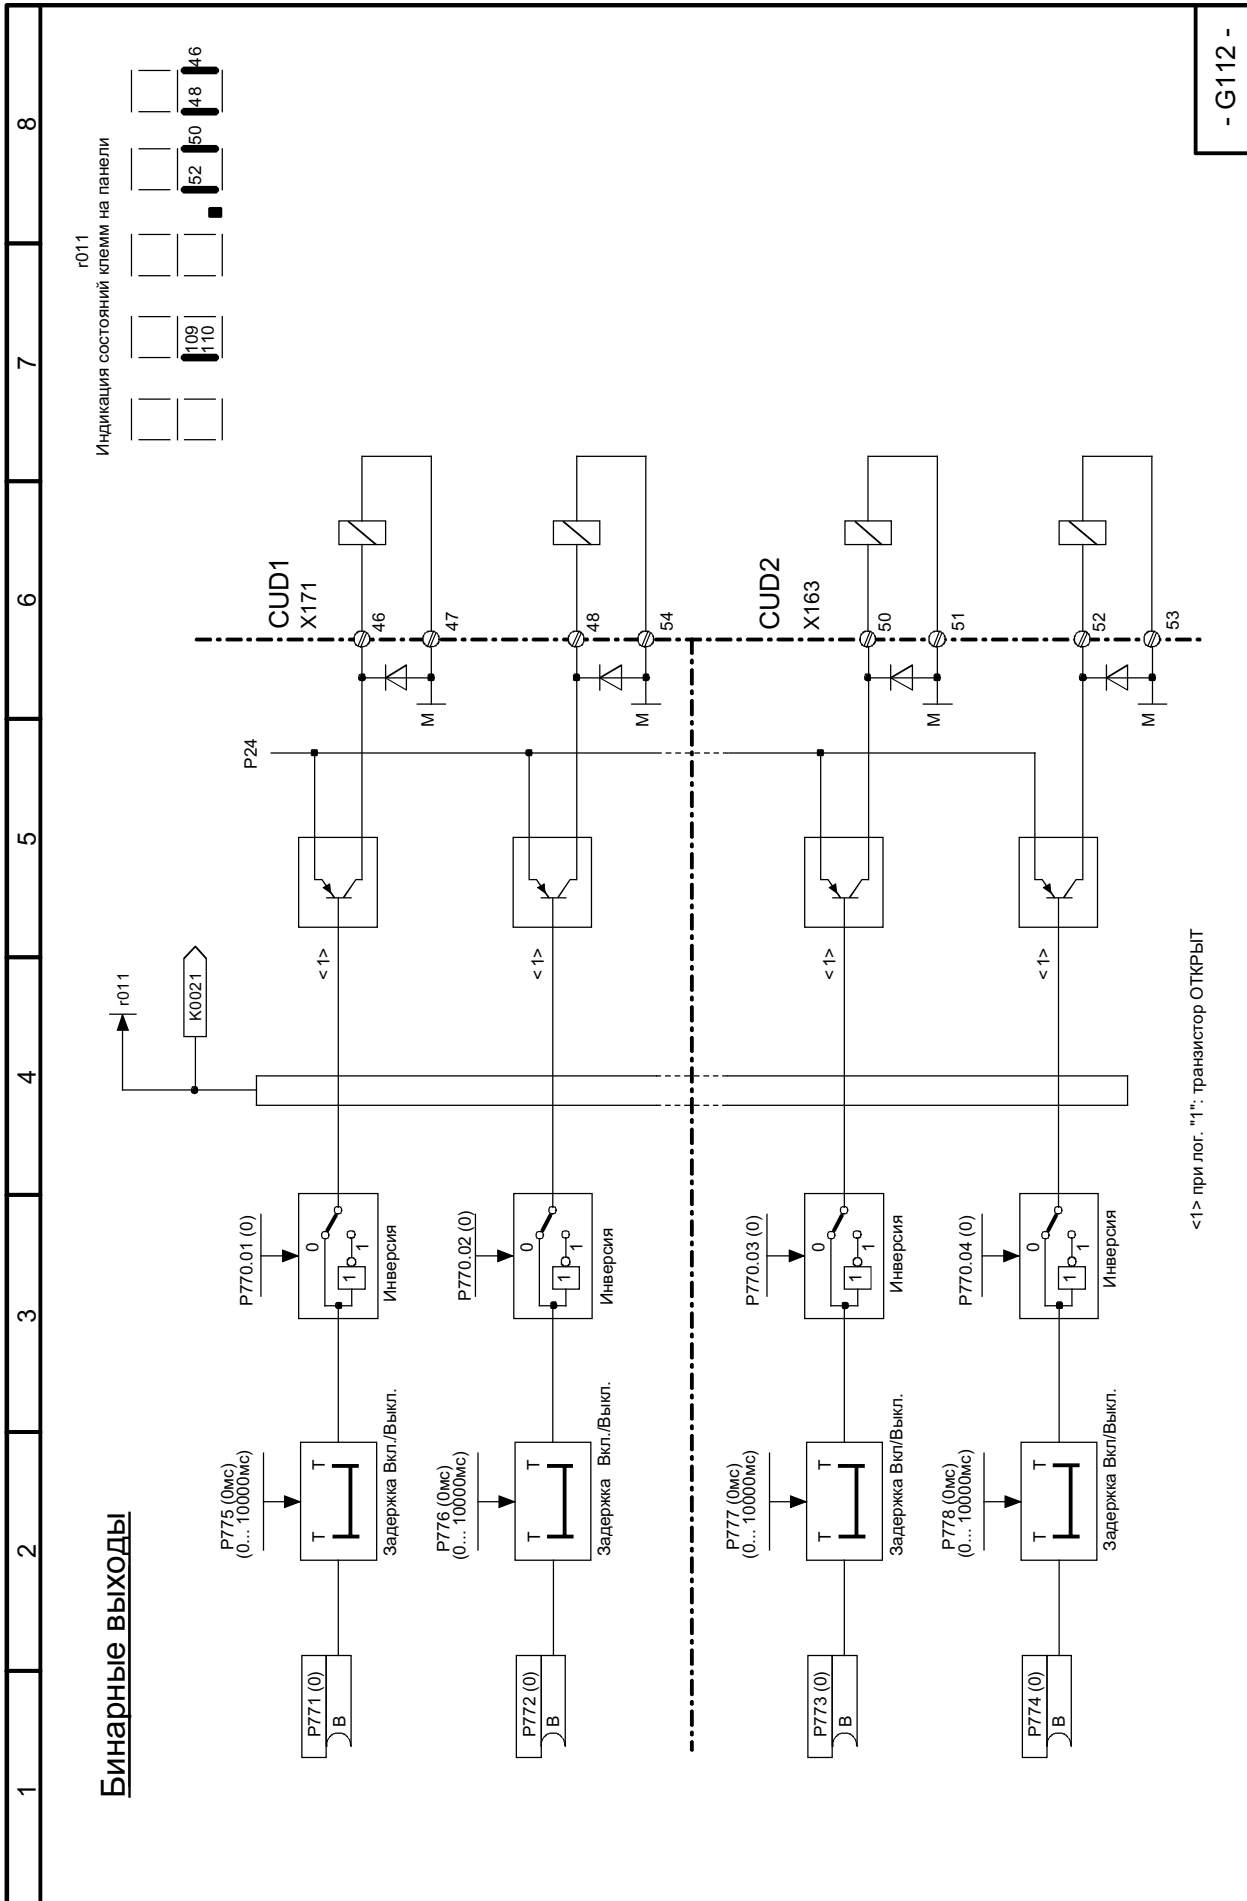 1 2 3 4 5 6 7 8
Бинарные выходы
r011
Индикация состояний клемм на панели
109
110
52 50 48 46
r011
K0021
P24
CUD1
X171
P771 (0)
B
P775 (0мс)
(0... 10000мс)
T T
Задержка Вкл./Выкл.
P770.01 (0)
0
1
1
Инверсия
<1>
M
46
47
P772 (0)
B
P776 (0мс)
(0... 10000мс)
T T
Задержка Вкл./Выкл.
P770.02 (0)
0
1
1
Инверсия
<1>
M
48
54
CUD2
X163
P773 (0)
B
P777 (0мс)
(0... 10000мс)
T T
Задержка Вкл/Выкл.
P770.03 (0)
0
1
1
Инверсия
<1>
M
50
51
P774 (0)
B
P778 (0мс)
(0... 10000мс)
T T
Задержка Вкл/Выкл.
P770.04 (0)
0
1
1
Инверсия
<1>
M
52
53
<1> при лог. "1": транзистор ОТКРЫТ
- G112 -